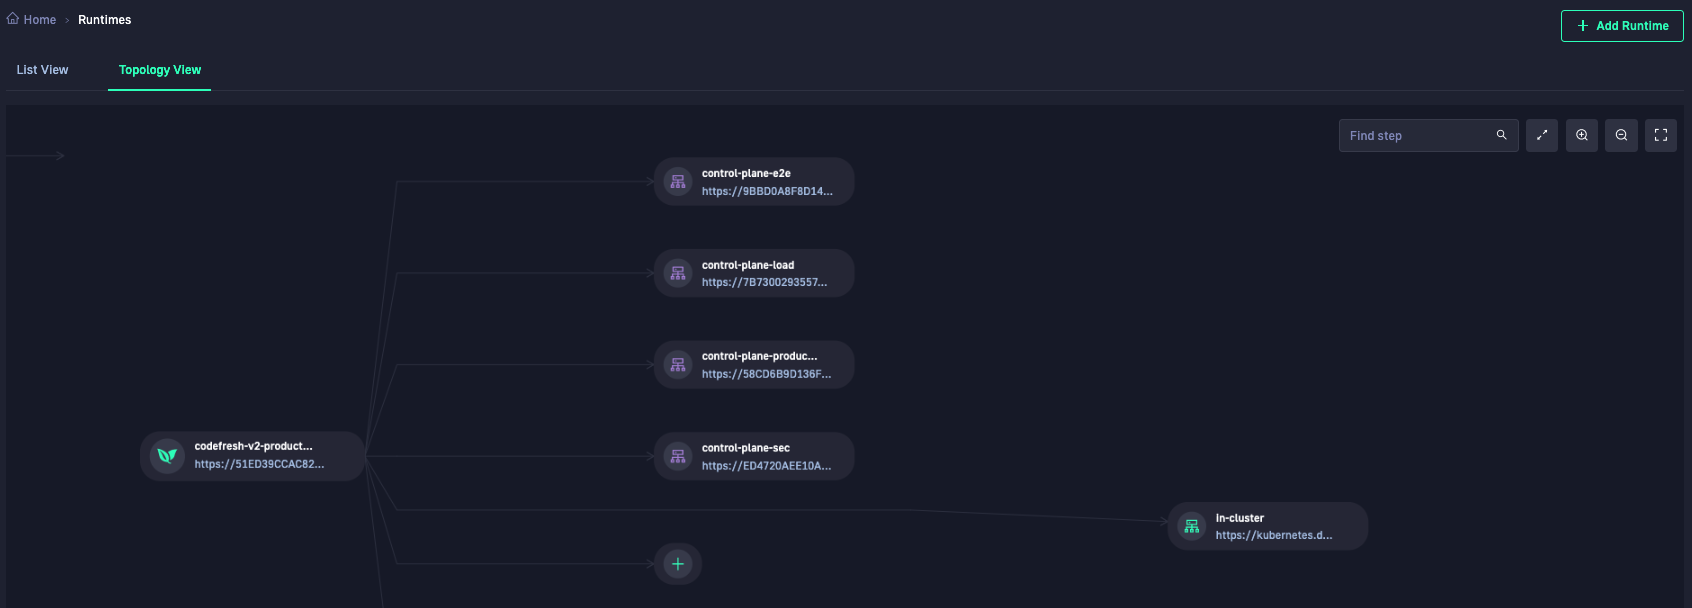 Home › Runtimes
Add Runtime
List View
Topology View
Find step
control-plane-e2e
https://9BBD0A8F8D14...
control-plane-load
https://7B7300293557...
control-plane-produc...
https://58CD6B9D136F...
codefresh-v2-product...
https://51ED39CCAC82...
control-plane-sec
https://ED4720AEE10A...
In-cluster
https://kubernetes.d...